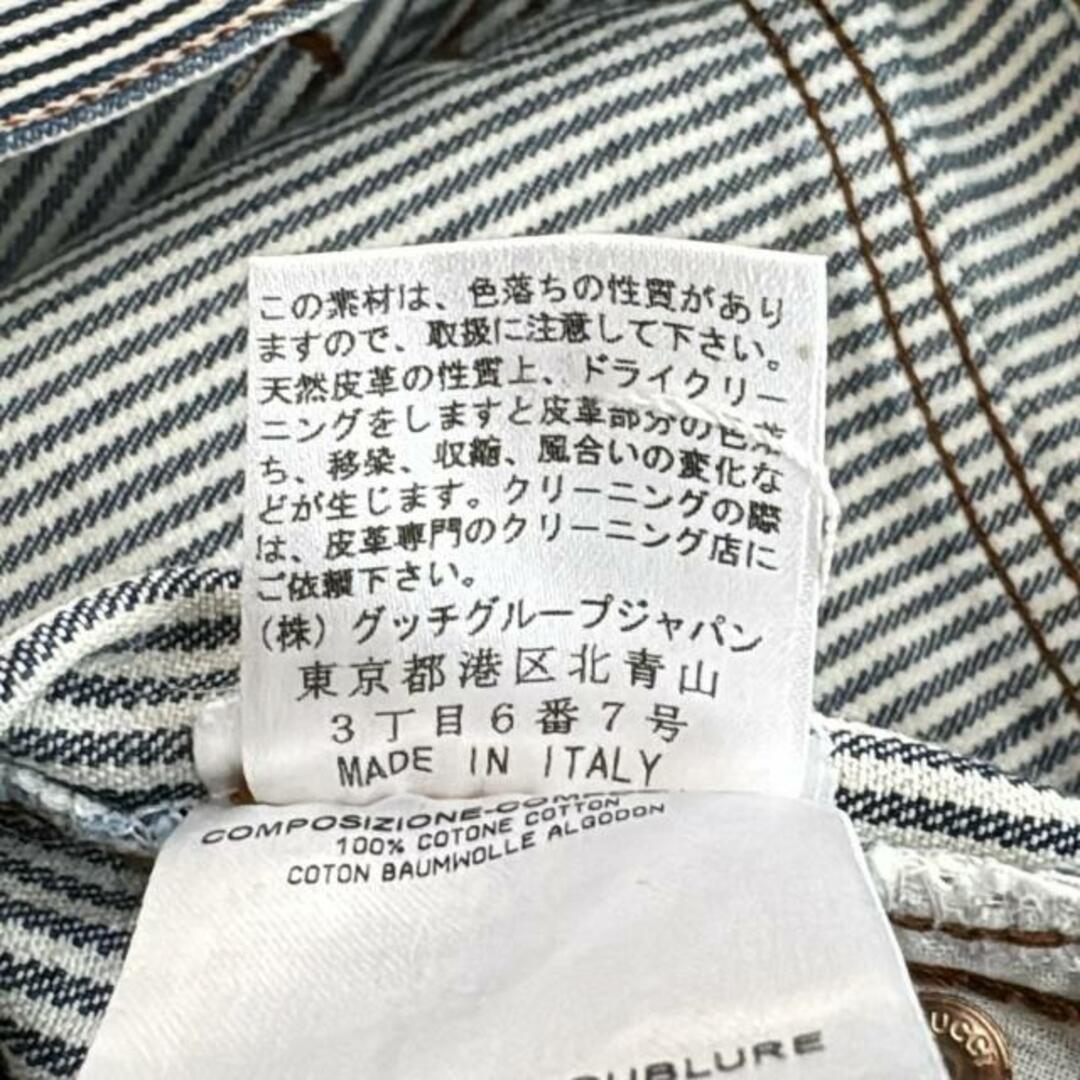 この素材は、色落ちの性質があり
ますので、取扱に注意して下さい。
天然皮革の性質上、ドライクリー
ニングをしますと皮革部分の色落
ち、移染、収縮、風合いの変化な
どが生じます。クリーニングの際
は、皮革専門のクリーニング店に
ご依頼下さい。
(株)グッチグループジャパン
東京都港区北青山
3丁目6番7号
MADE IN ITALY
COMPOSIZIONE-
100% COTONE COTTON
COTON BAUMWOLLE ALGODON